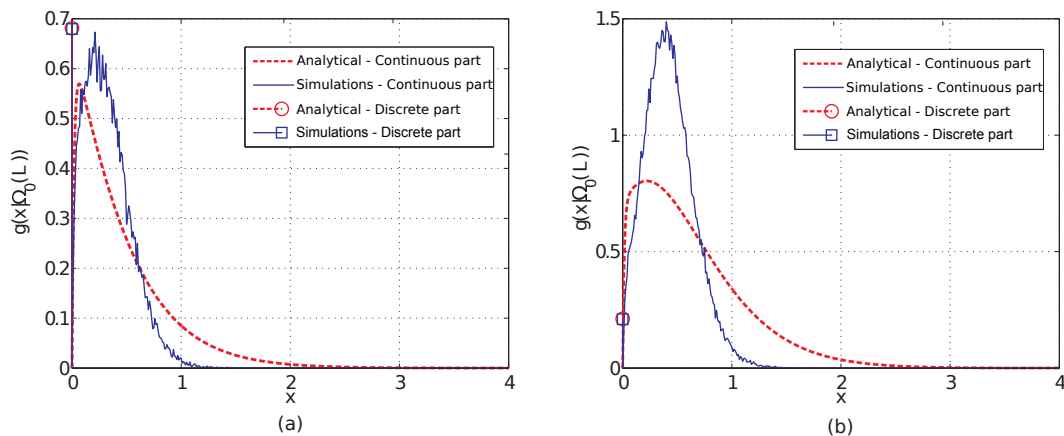 0.7
0.6
0.5
0.4
0.3
0.2
0.1
0
g(x|Ω0(L))
Analytical - Continuous part
Simulations - Continuous part
Analytical - Discrete part
Simulations - Discrete part
0 1 2 3 4
x
(a)
1.5
1
0.5
0
g(x|Ω0(L))
Analytical - Continuous part
Simulations - Continuous part
Analytical - Discrete part
Simulations - Discrete part
0 1 2 3 4
x
(b)